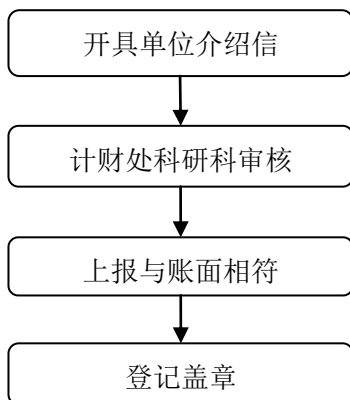 开具单位介绍信
计财处科研科审核
上报与账面相符
登记盖章